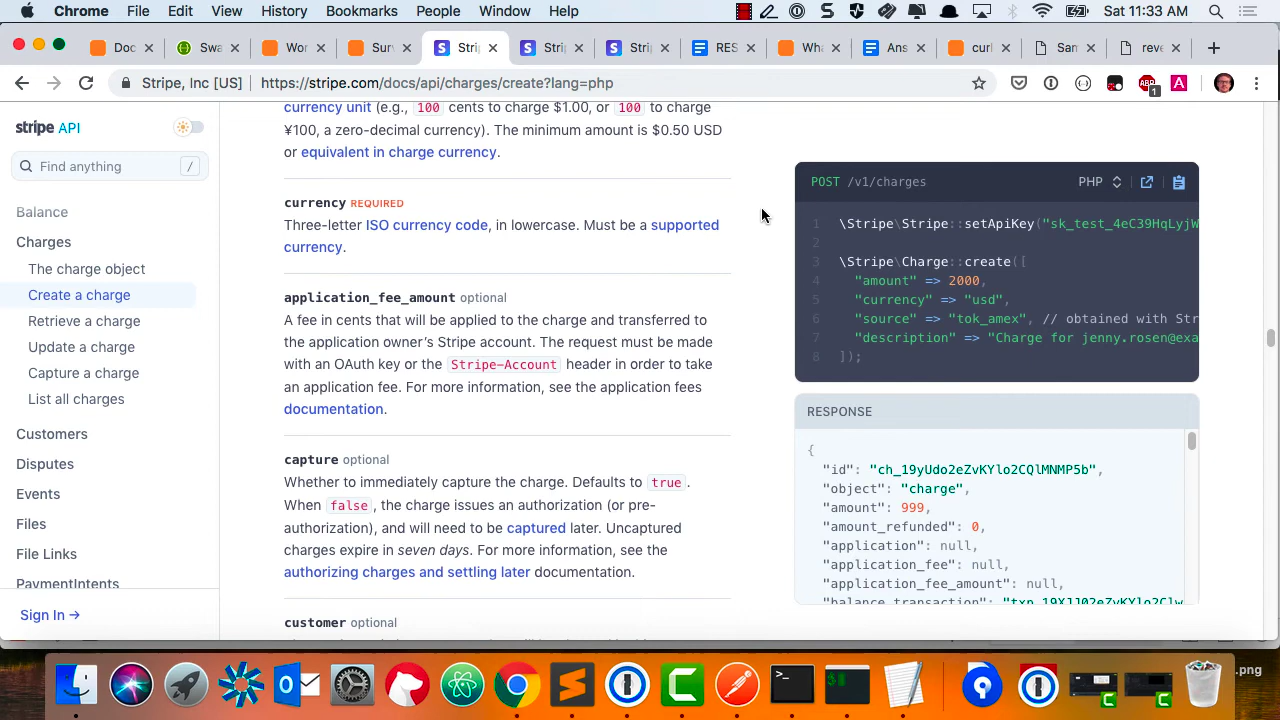 Chrome File Edit View History Bookmarks People Window Help Sat 11:33 AM
Doc Swa Wor Sur Stri Stri Stri RES Wha Ans curl San reve
Stripe, Inc [US] https://stripe.com/docs/api/charges/create?lang=php
1
stripe API
Find anything /
Balance
Charges
The charge object
Create a charge
Retrieve a charge
Update a charge
Capture a charge
List all charges
Customers
Disputes
Events
Files
File Links
PaymentIntents
Sign In →
currency unit (e.g., 100 cents to charge $1.00, or 100 to charge
¥100, a zero-decimal currency). The minimum amount is $0.50 USD
or equivalent in charge currency.
currency REQUIRED
Three-letter ISO currency code, in lowercase. Must be a supported
currency.
application_fee_amount optional
A fee in cents that will be applied to the charge and transferred to
the application owner's Stripe account. The request must be made
with an OAuth key or the Stripe-Account header in order to take
an application fee. For more information, see the application fees
documentation.
capture optional
Whether to immediately capture the charge. Defaults to true.
When false, the charge issues an authorization (or pre-
authorization), and will need to be captured later. Uncaptured
charges expire in seven days. For more information, see the
authorizing charges and settling later documentation.
customer optional
POST /v1/charges PHP
1 \Stripe\Stripe::setApiKey("sk_test_4eC39HqLyjW
2
3 \Stripe\Charge::create([
4 "amount" => 2000,
5 "currency" => "usd",
6 "source" => "tok_amex", // obtained with Str
7 "description" => "Charge for jenny.rosen@exa
8 ]);
RESPONSE
{
"id": "ch_19yUdo2eZvKYlo2CQlMNMP5b",
"object": "charge",
"amount": 999,
"amount_refunded": 0,
"application": null,
"application_fee": null,
"application_fee_amount": null,
"balance_transaction": "txn_19XJJ02eZvKYlo2Clw
.png